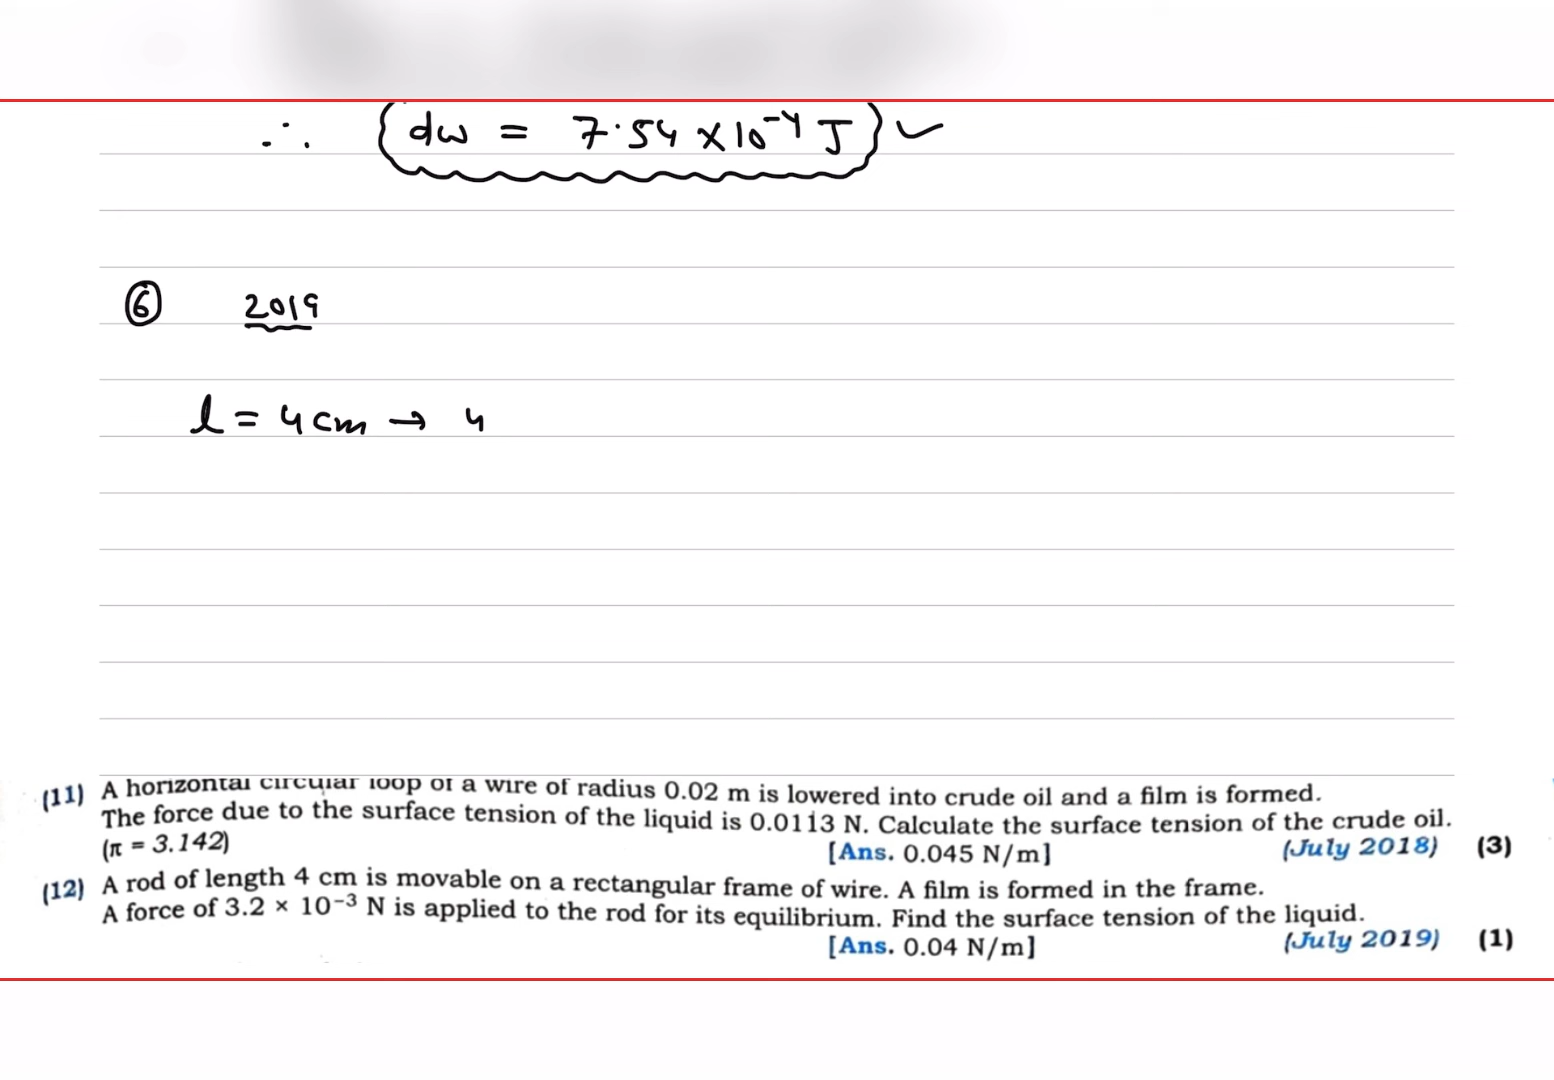 ∴ dw = 7.54 × 10⁻⁴ J ✓
⑥ 2019
l = 4 cm → 4
(11) A horizontal circular loop of a wire of radius 0.02 m is lowered into crude oil and a film is formed.
The force due to the surface tension of the liquid is 0.0113 N. Calculate the surface tension of the crude oil.
(π = 3.142) [Ans. 0.045 N/m] (July 2018) (3)
(12) A rod of length 4 cm is movable on a rectangular frame of wire. A film is formed in the frame.
A force of 3.2 × 10⁻³ N is applied to the rod for its equilibrium. Find the surface tension of the liquid.
[Ans. 0.04 N/m] (July 2019) (1)